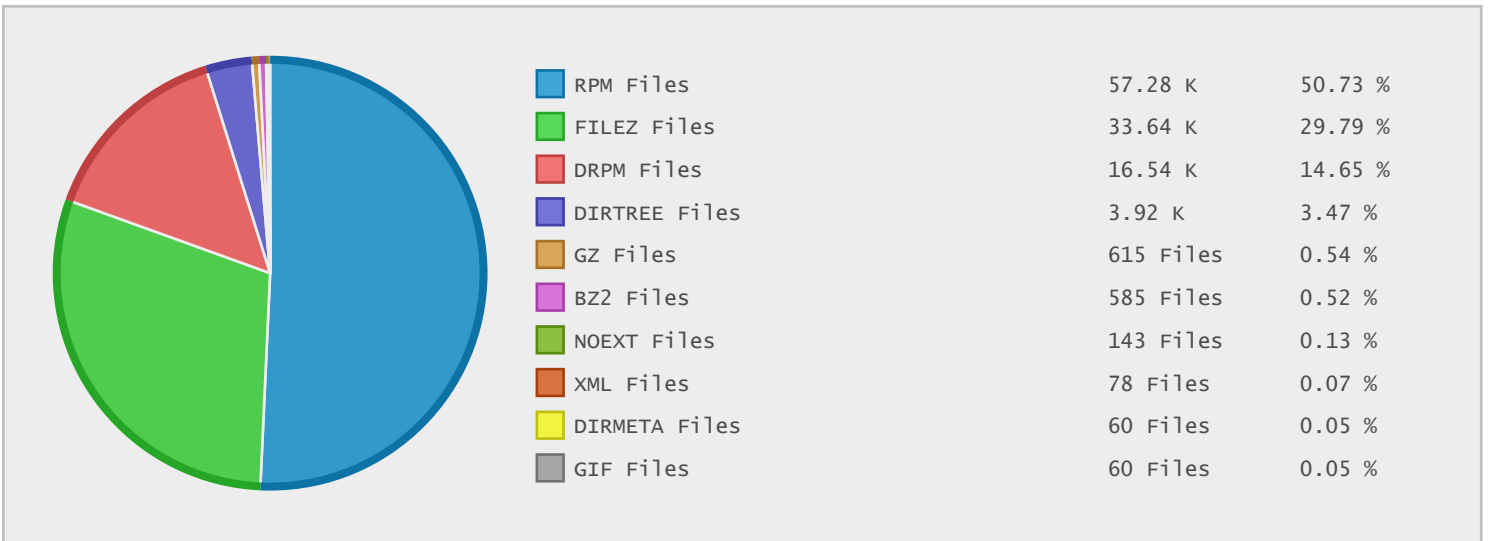 RPM Files 57.28 K 50.73 %
FILEZ Files 33.64 K 29.79 %
DRPM Files 16.54 K 14.65 %
DIRTREE Files 3.92 K 3.47 %
GZ Files 615 Files 0.54 %
BZ2 Files 585 Files 0.52 %
NOEXT Files 143 Files 0.13 %
XML Files 78 Files 0.07 %
DIRMETA Files 60 Files 0.05 %
GIF Files 60 Files 0.05 %